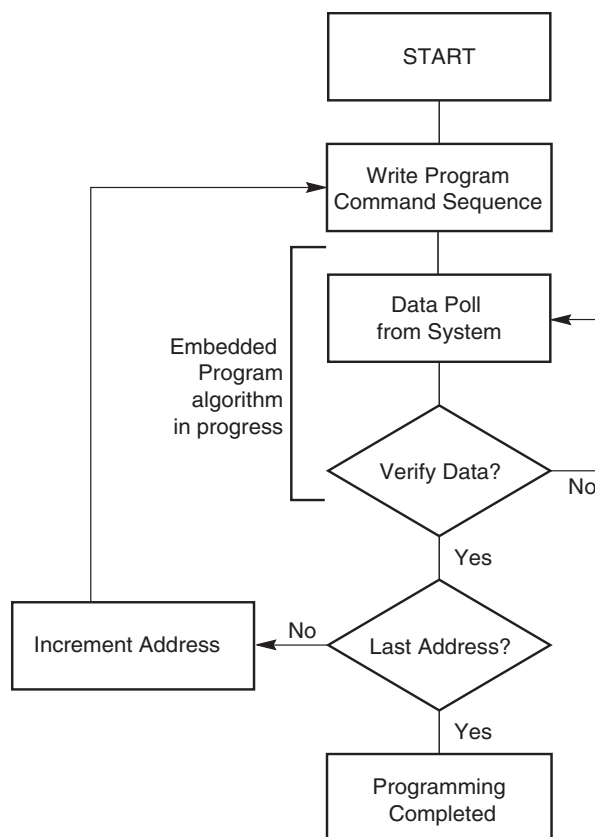 START
Write Program
Command Sequence
Data Poll
from System
Embedded
Program
algorithm
in progress
Verify Data?
No
Yes
Increment Address
No
Last Address?
Yes
Programming
Completed